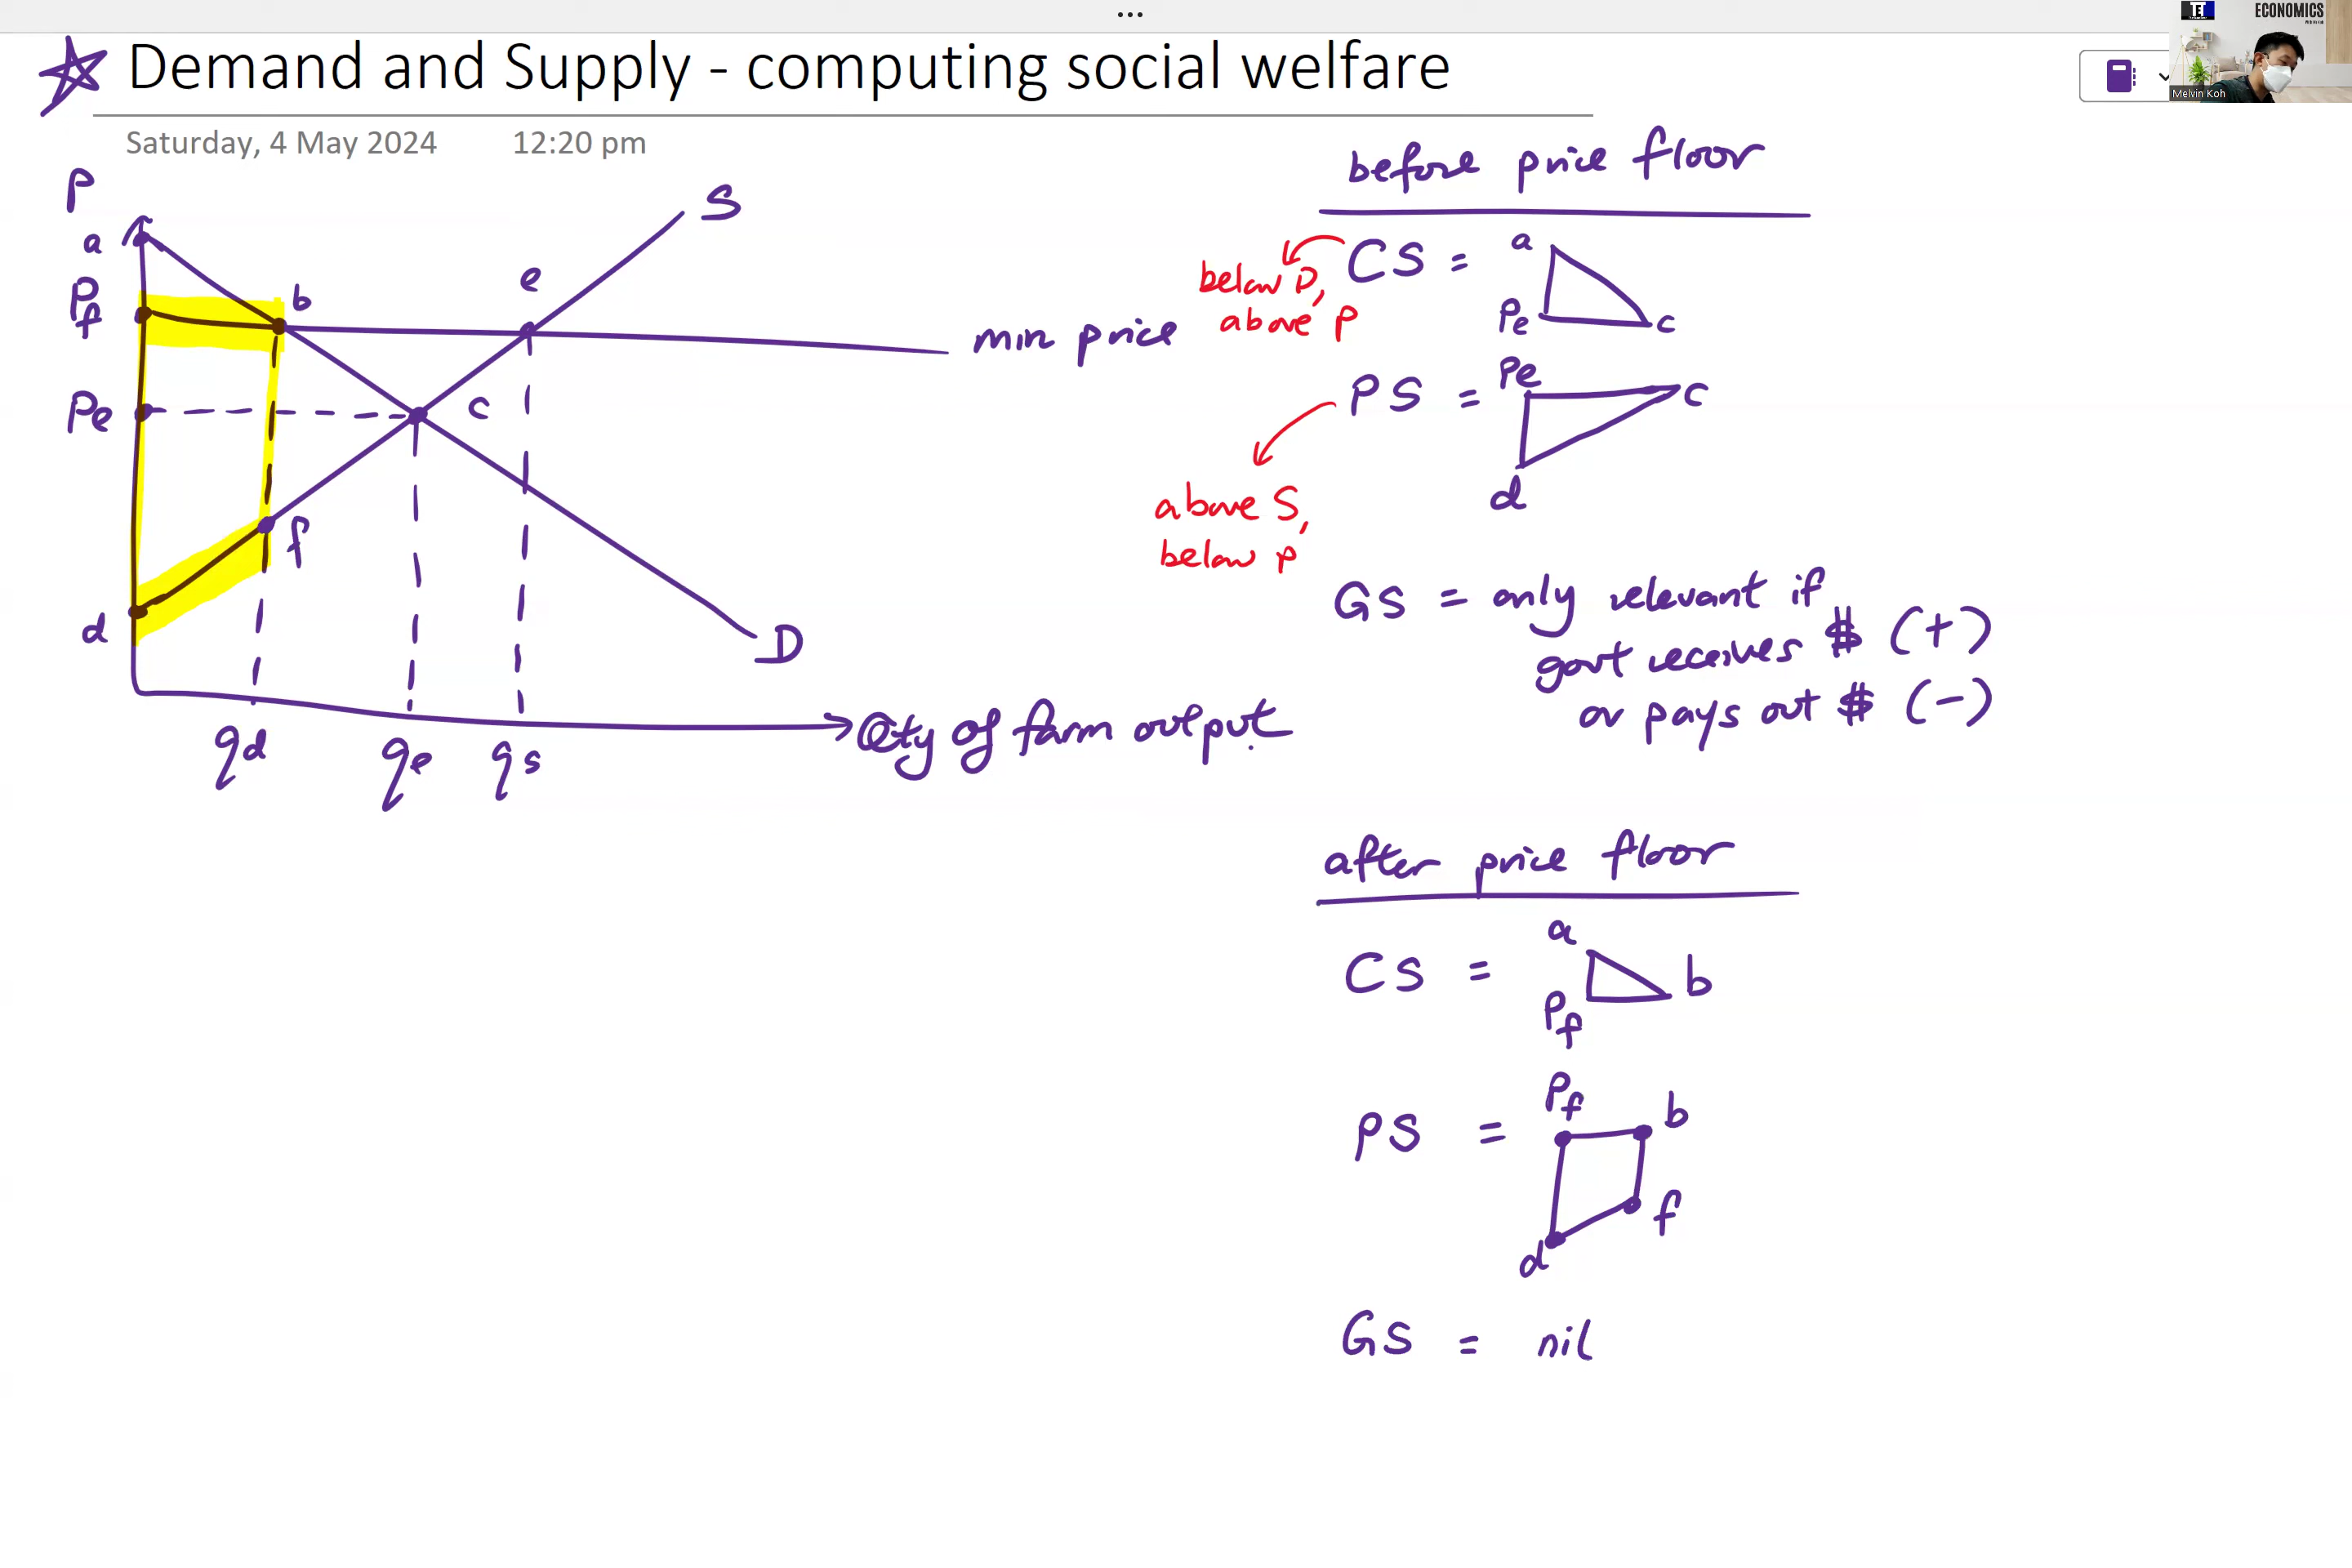 ...
TET
ECONOMICS
Melvin Koh
Demand and Supply - computing social welfare
Saturday, 4 May 2024 12:20 pm
P
a
Pf
Pe
d
b
e
c
f
S
D
min price
qd qe qs
Qty of farm output
before price floor
CS =
a
Pe
c
below D,
above P
PS =
Pe
c
d
above S,
below P
GS = only relevant if
govt receives $ (+)
or pays out $ (-)
after price floor
CS =
a
Pf
b
PS =
Pf
b
f
d
GS = nil